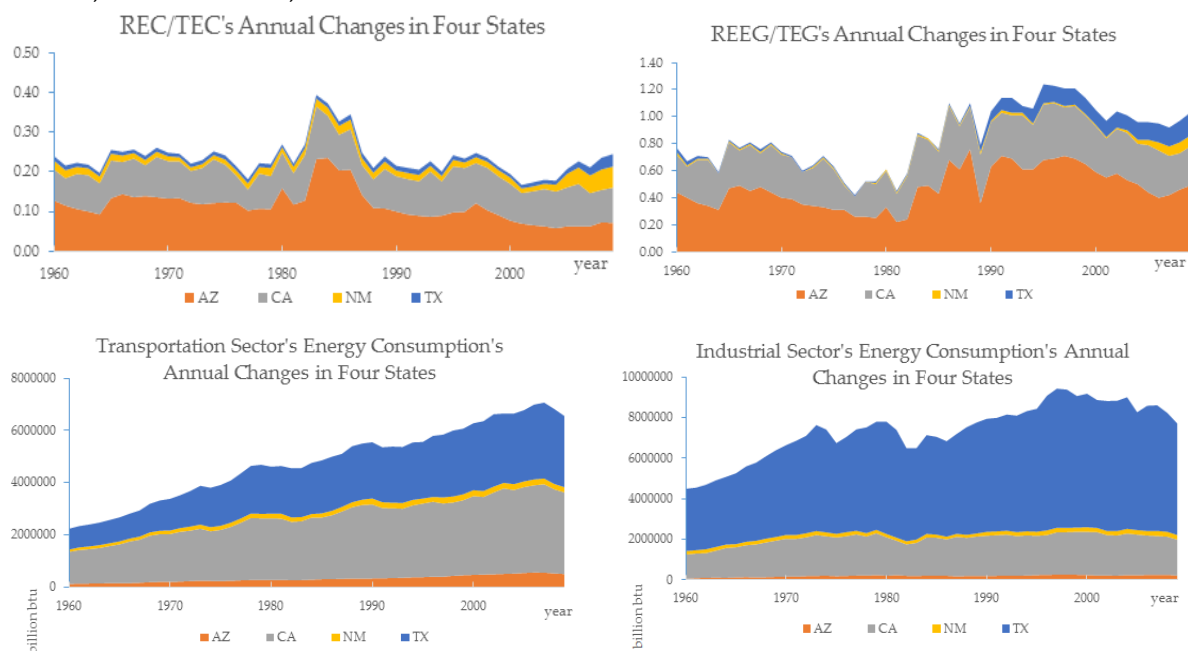 REC/TEC's Annual Changes in Four States
0.50
0.40
0.30
0.20
0.10
0.00
1960 1970 1980 1990 2000 year
AZ CA NM TX
REEG/TEG's Annual Changes in Four States
1.40
1.20
1.00
0.80
0.60
0.40
0.20
0.00
1960 1970 1980 1990 2000 year
AZ CA NM TX
Transportation Sector's Energy Consumption's
Annual Changes in Four States
8000000
6000000
4000000
2000000
0
billion btu
1960 1970 1980 1990 2000 year
AZ CA NM TX
Industrial Sector's Energy Consumption's Annual
Changes in Four States
10000000
8000000
6000000
4000000
2000000
0
billion btu
1960 1970 1980 1990 2000 year
AZ CA NM TX